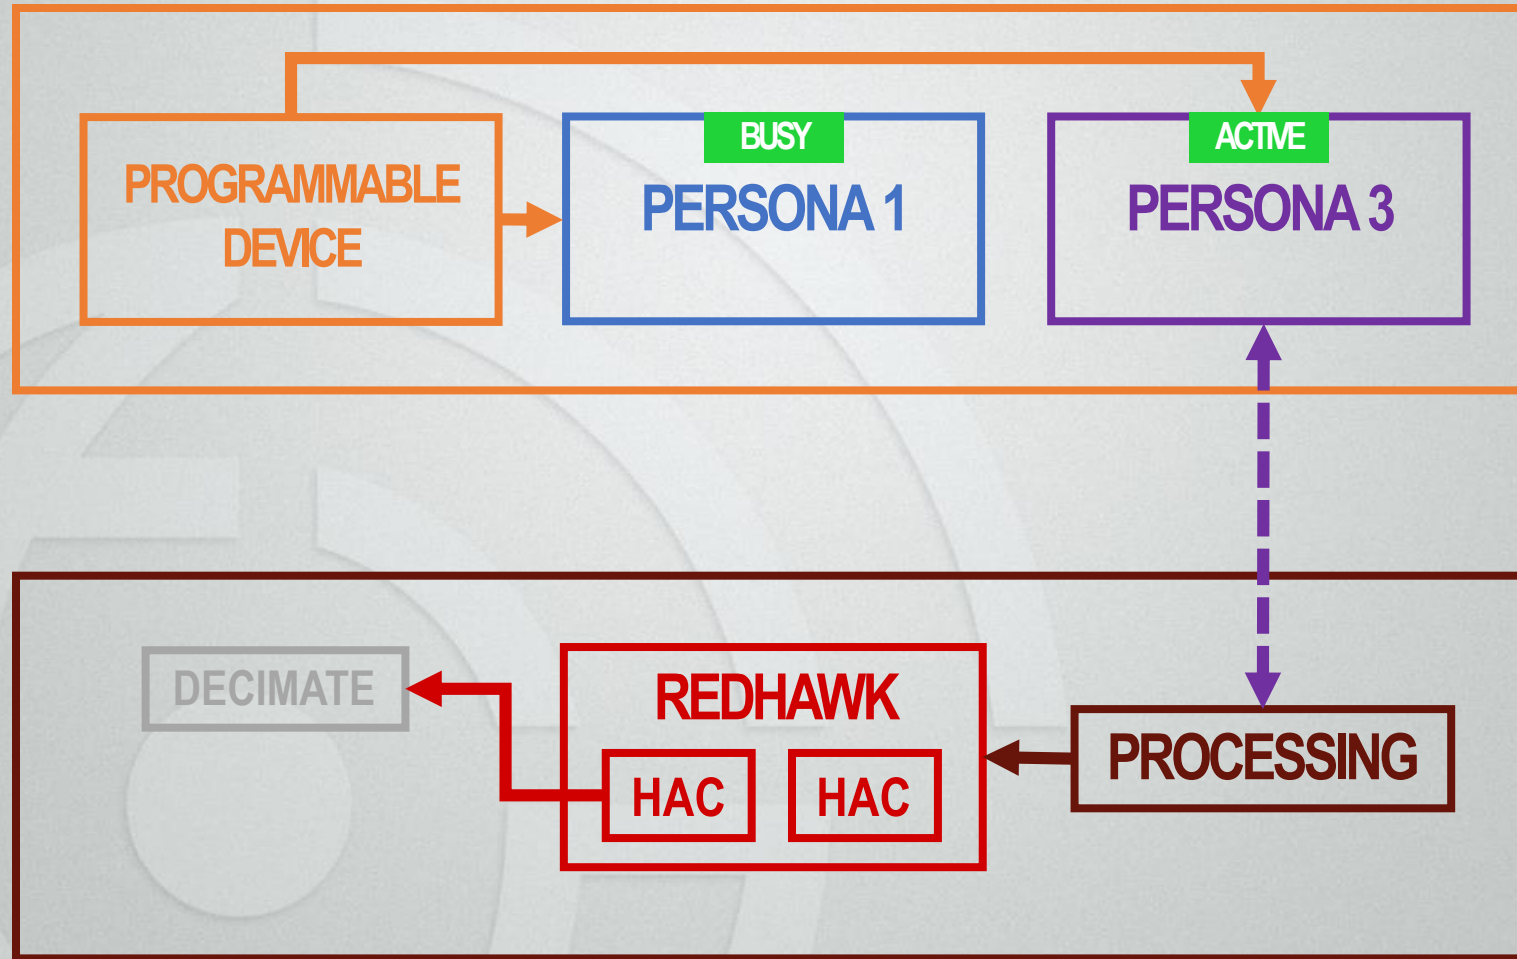 PROGRAMMABLE
DEVICE
BUSY
PERSONA 1
ACTIVE
PERSONA 3
DECIMATE
REDHAWK
HAC
HAC
PROCESSING